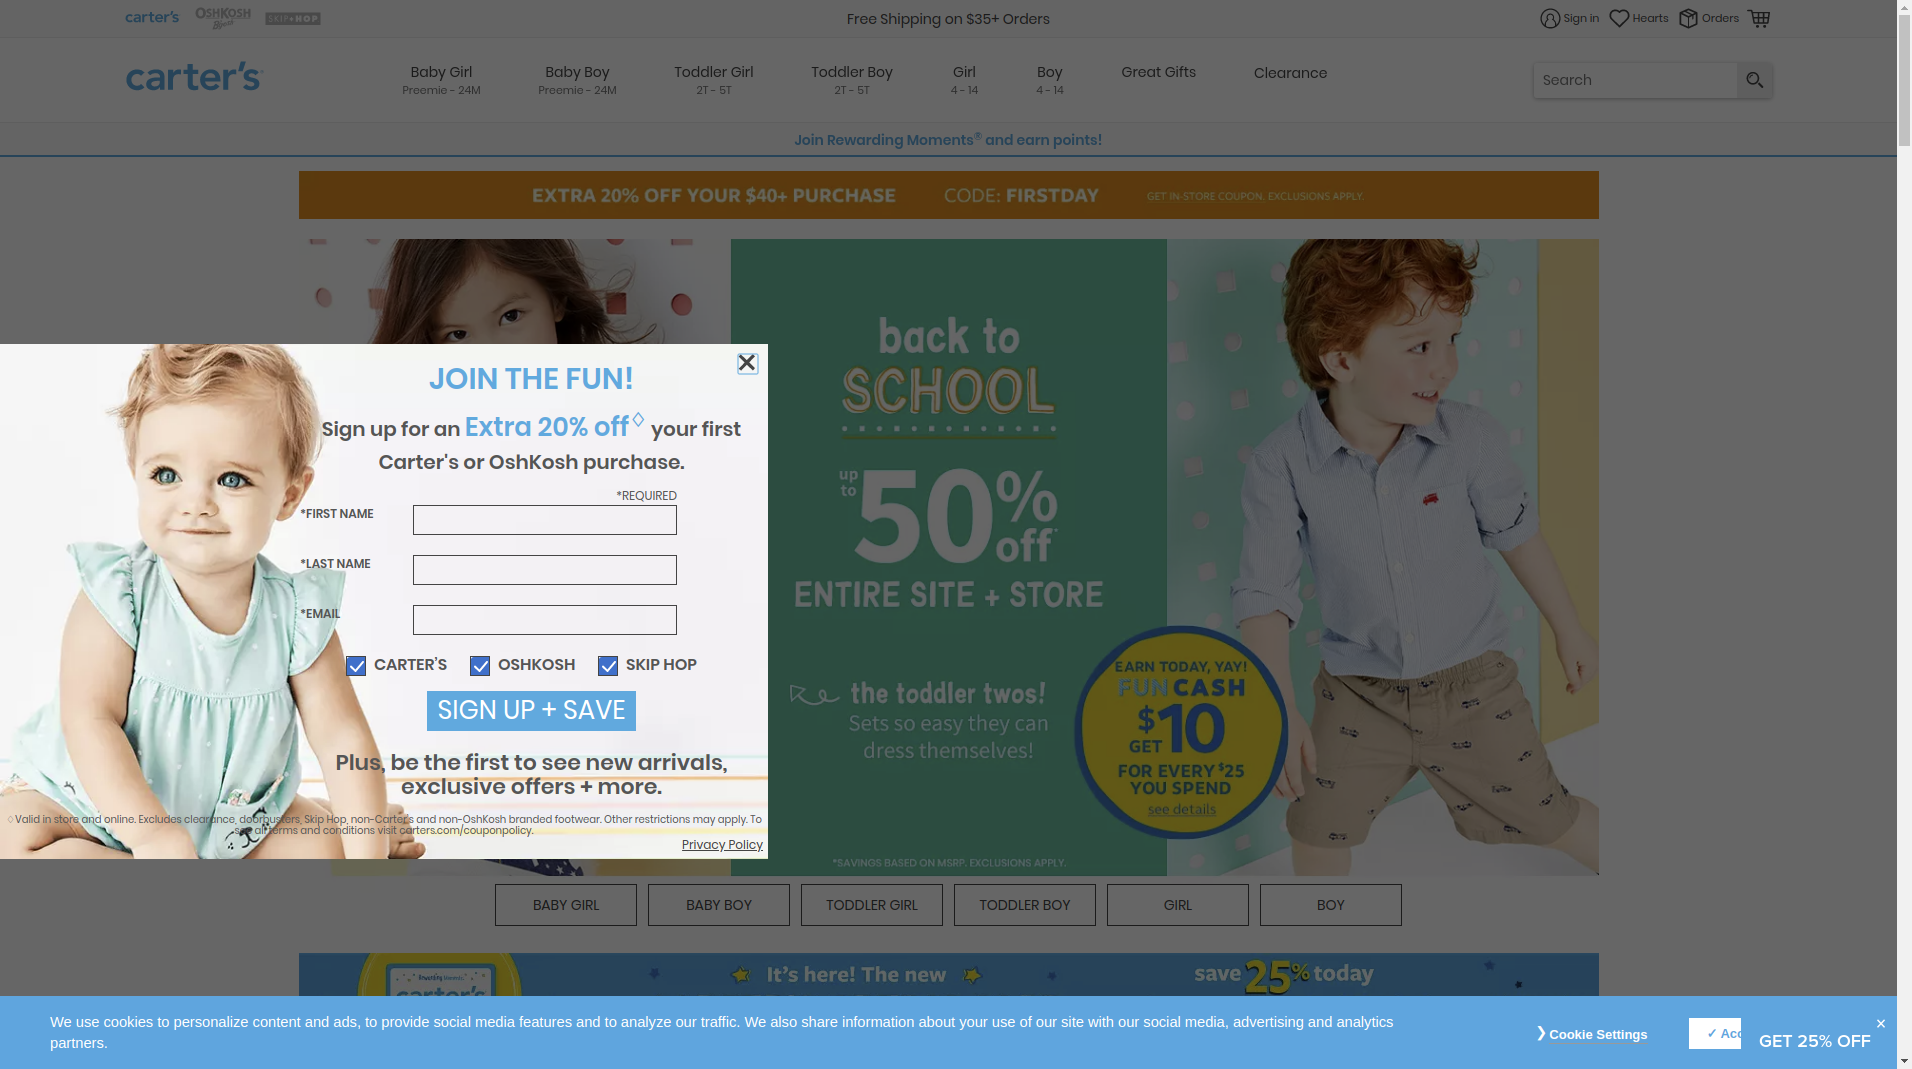 carter's
OSHKOSH
B'gosh
SKIP*HOP
Free Shipping on $35+ Orders
Sign in
Hearts
Orders
carter's
Baby Girl
Preemie - 24M
Baby Boy
Preemie - 24M
Toddler Girl
2T - 5T
Toddler Boy
2T - 5T
Girl
4 - 14
Boy
4 - 14
Great Gifts
Clearance
Search
Join Rewarding Moments® and earn points!
EXTRA 20% OFF YOUR $40+ PURCHASE CODE: FIRSTDAY GET IN-STORE COUPON. EXCLUSIONS APPLY.
back to
SCHOOL
up to 50% off*
ENTIRE SITE + STORE
the toddler twos!
Sets so easy they can
dress themselves!
EARN TODAY, YAY!
FUN CASH
GET $10
FOR EVERY $25
YOU SPEND
see details
*SAVINGS BASED ON MSRP. EXCLUSIONS APPLY.
JOIN THE FUN!
Sign up for an Extra 20% off◊ your first
Carter's or OshKosh purchase.
*REQUIRED
*FIRST NAME
*LAST NAME
*EMAIL
CARTER'S
OSHKOSH
SKIP HOP
SIGN UP + SAVE
Plus, be the first to see new arrivals,
exclusive offers + more.
◊Valid in store and online. Excludes clearance, doorbusters, Skip Hop, non-Carter's and non-OshKosh branded footwear. Other restrictions may apply. To
see all terms and conditions visit carters.com/couponpolicy.
Privacy Policy
BABY GIRL
BABY BOY
TODDLER GIRL
TODDLER BOY
GIRL
BOY
Rewarding Moments
carter's
It's here! The new
save 25% today
We use cookies to personalize content and ads, to provide social media features and to analyze our traffic. We also share information about your use of our site with our social media, advertising and analytics
partners.
❯ Cookie Settings
✓ Acc
GET 25% OFF
×